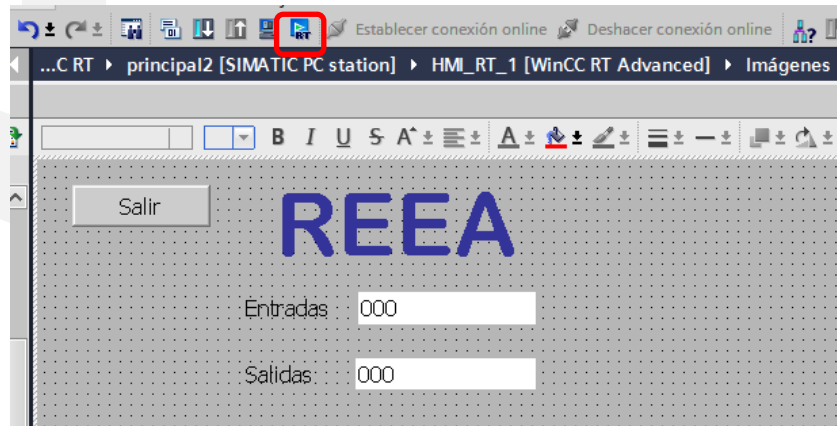 RT Establecer conexión online Deshacer conexión online ?
...C RT principal2 [SIMATIC PC station] HMI_RT_1 [WinCC RT Advanced] Imágenes
B I U S A A
Salir REEA
Entradas 000
Salidas 000